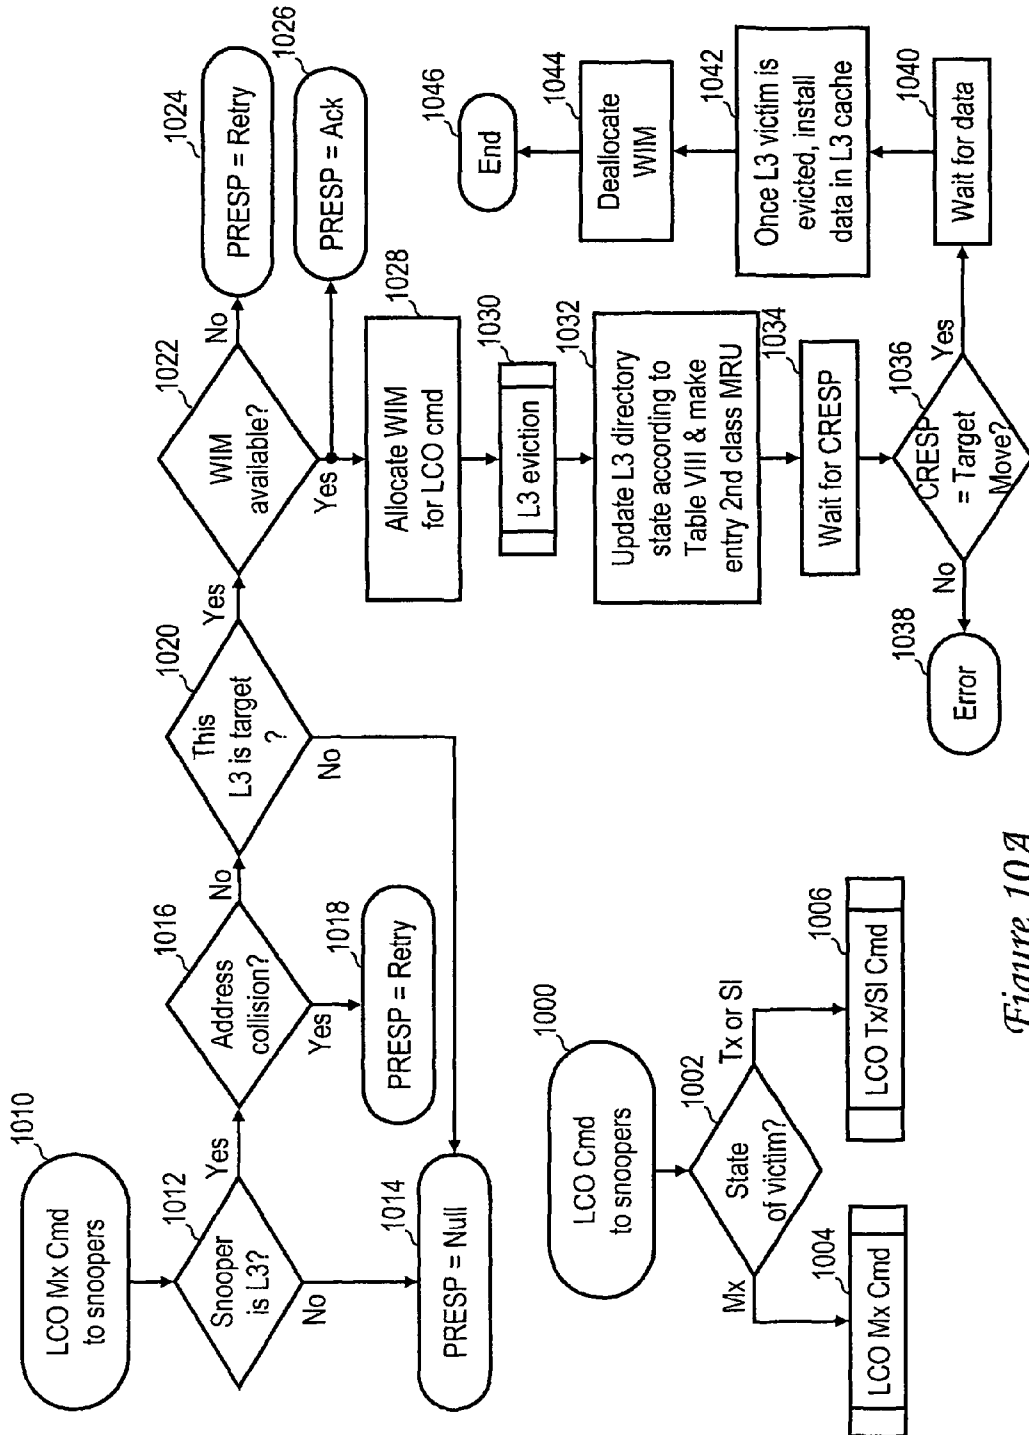 1010
LCO Mx Cmd
to snoopers
1012
Snooper
is L3?
Yes
No
1014
PRESP = Null
1016
Address
collision?
No
Yes
1018
PRESP = Retry
1020
This
L3 is target
?
Yes
No
1022
WIM
available?
No
Yes
1024
PRESP = Retry
1026
PRESP = Ack
1028
Allocate WIM
for LCO cmd
1030
L3 eviction
1032
Update L3 directory
state according to
Table VIII & make
entry 2nd class MRU
1034
Wait for CRESP
1036
CRESP
= Target
Move?
No
Yes
1038
Error
1040
Wait for data
1042
Once L3 victim is
evicted, install
data in L3 cache
1044
Deallocate
WIM
1046
End
1000
LCO Cmd
to snoopers
1002
State
of victim?
Mx
Tx or SI
1004
LCO Mx Cmd
1006
LCO Tx/SI Cmd
Figure 10A